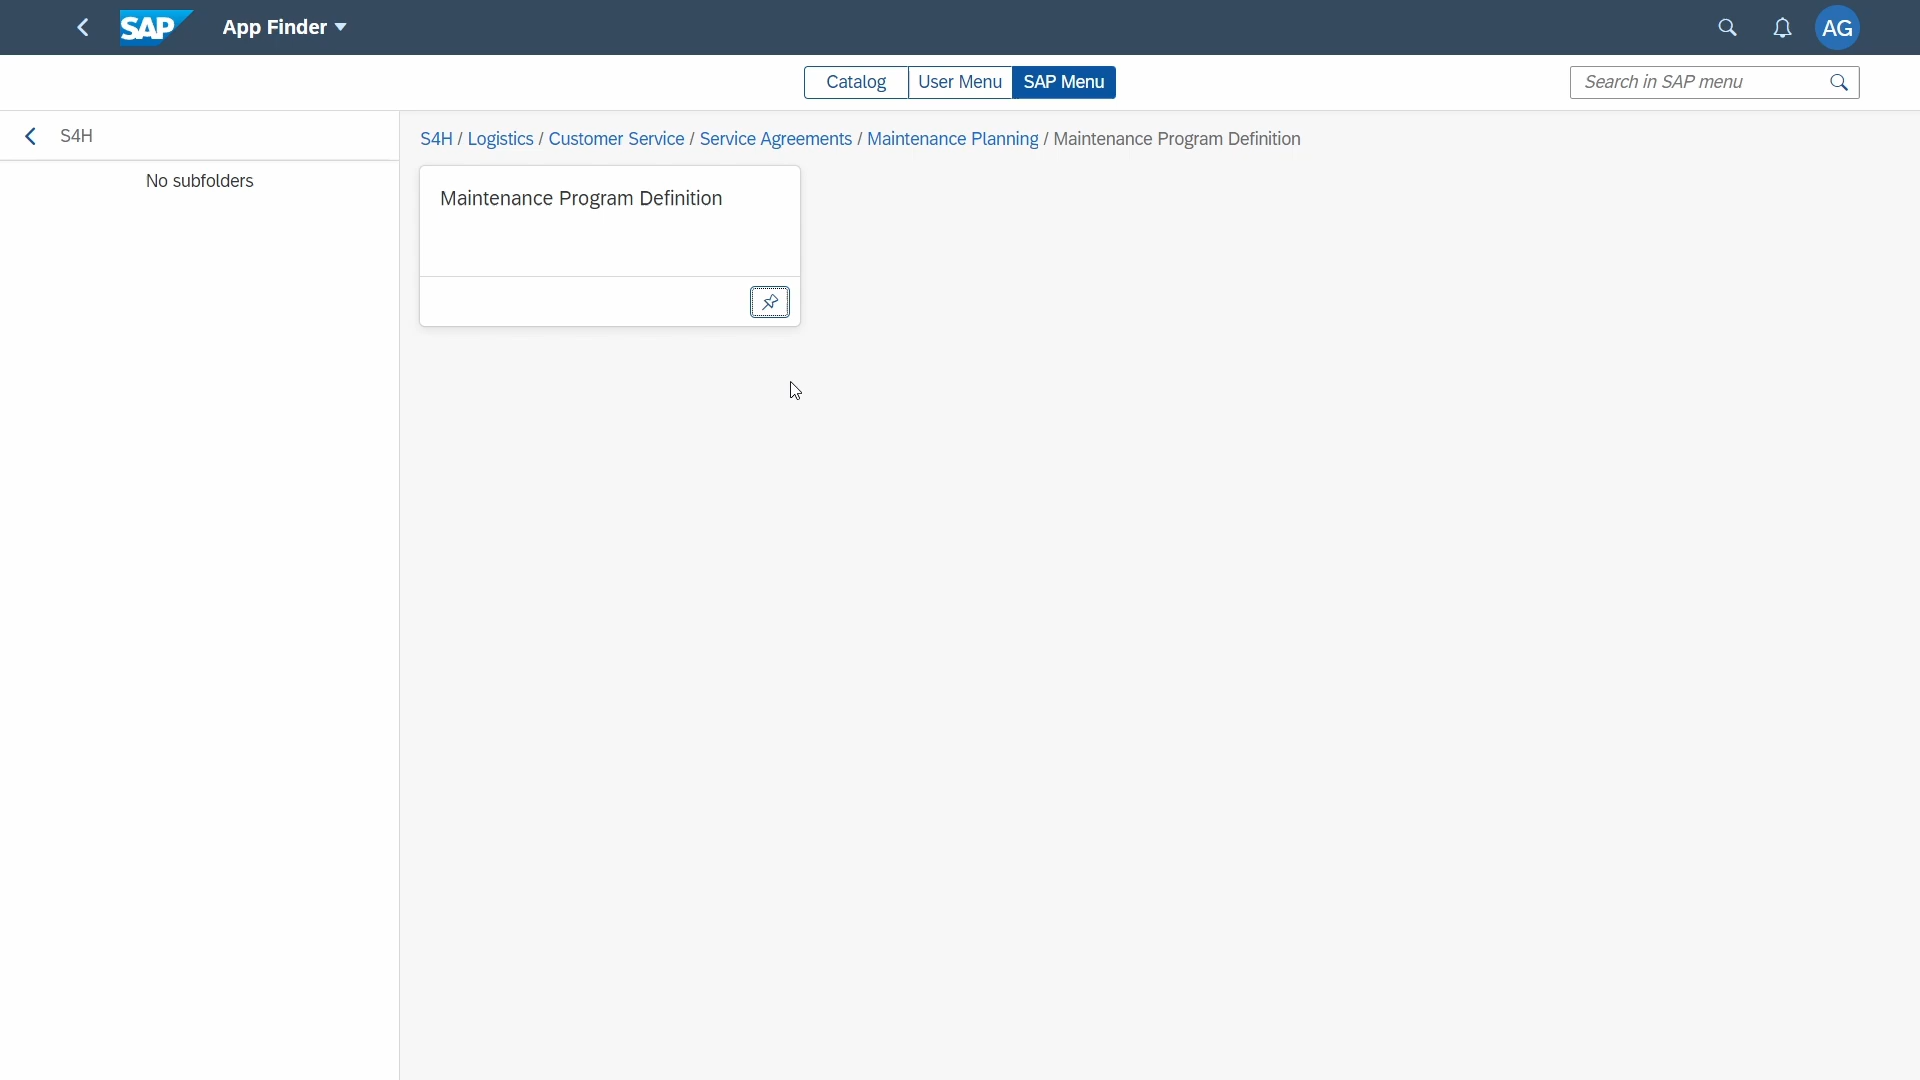 SAP App Finder AG
Catalog User Menu SAP Menu Search in SAP menu
S4H
No subfolders
S4H / Logistics / Customer Service / Service Agreements / Maintenance Planning / Maintenance Program Definition
Maintenance Program Definition